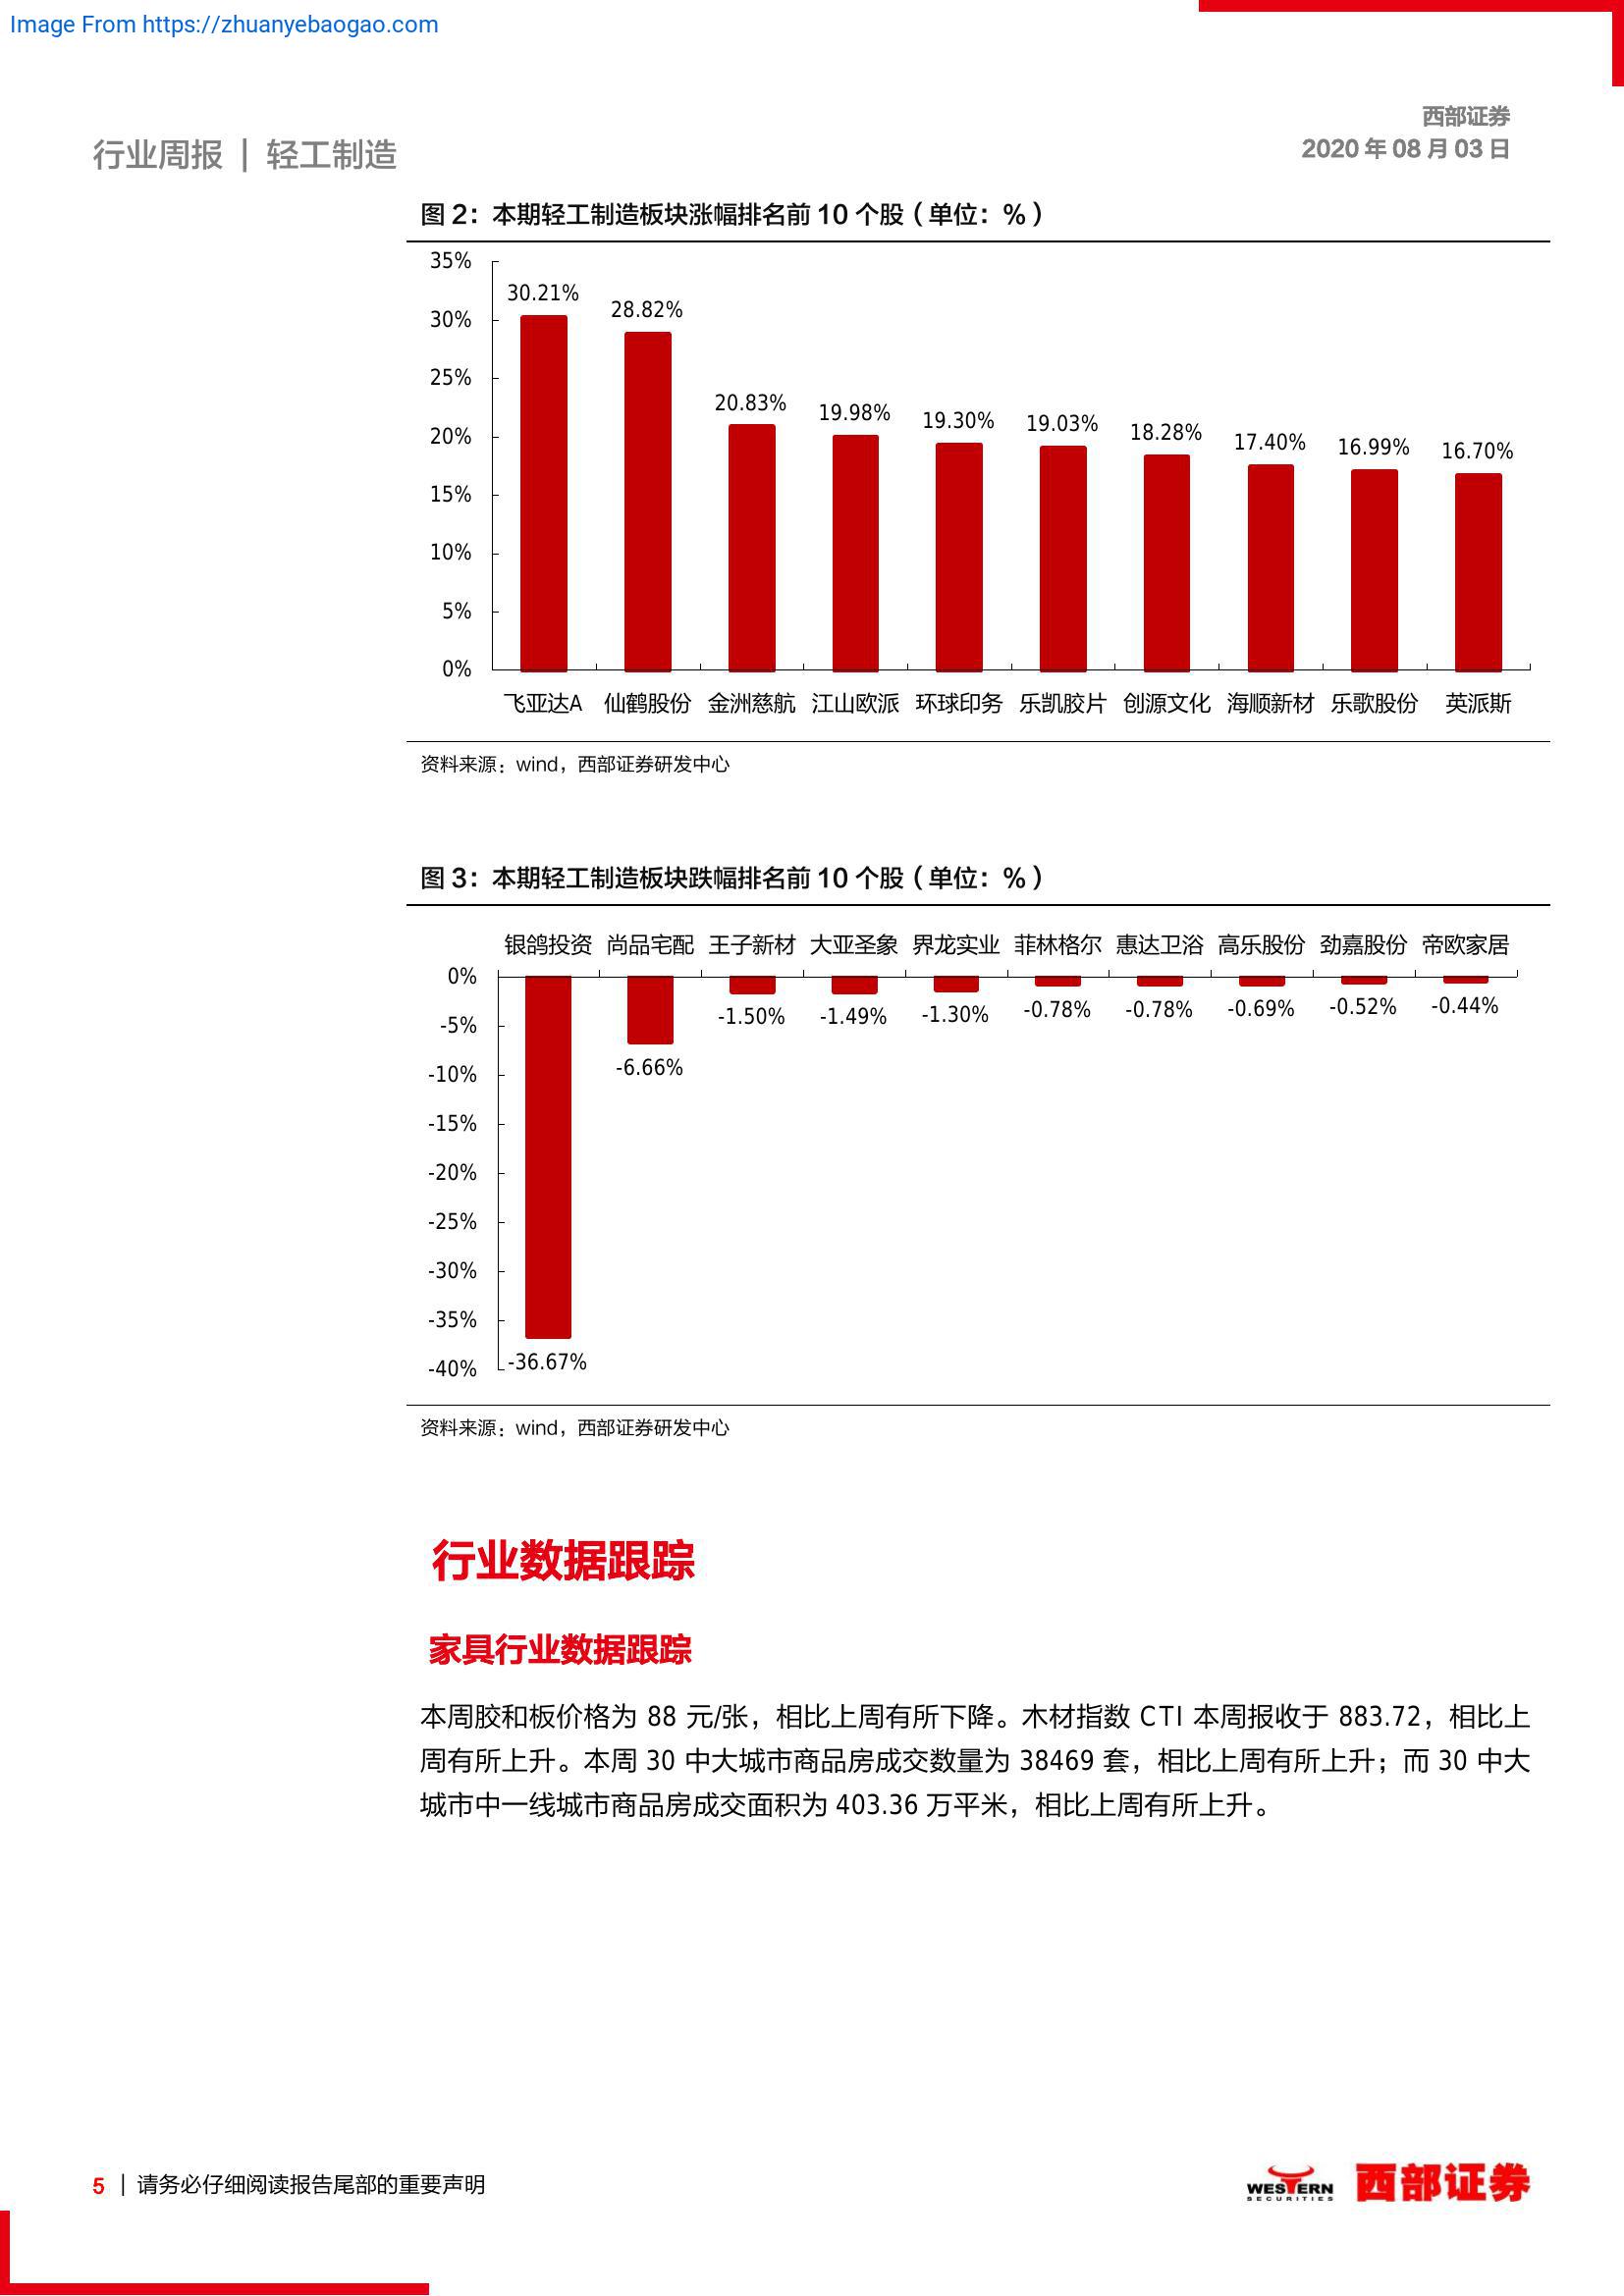 Image From https://zhuanyebaogao.com
西部证券
行业周报 | 轻工制造
2020 年 08 月 03 日
图 2：本期轻工制造板块涨幅排名前 10 个股（单位：%）
35%
30%
25%
20%
15%
10%
5%
0%
30.21% 28.82% 20.83% 19.98% 19.30% 19.03% 18.28% 17.40% 16.99% 16.70%
飞亚达A 仙鹤股份 金洲慈航 江山欧派 环球印务 乐凯胶片 创源文化 海顺新材 乐歌股份 英派斯
资料来源：wind，西部证券研发中心
图 3：本期轻工制造板块跌幅排名前 10 个股（单位：%）
银鸽投资 尚品宅配 王子新材 大亚圣象 界龙实业 菲林格尔 惠达卫浴 高乐股份 劲嘉股份 帝欧家居
0%
-5%
-10%
-15%
-20%
-25%
-30%
-35%
-40%
-36.67% -6.66% -1.50% -1.49% -1.30% -0.78% -0.78% -0.69% -0.52% -0.44%
资料来源：wind，西部证券研发中心
行业数据跟踪
家具行业数据跟踪
本周胶和板价格为 88 元/张，相比上周有所下降。木材指数 CTI 本周报收于 883.72，相比上
周有所上升。本周 30 中大城市商品房成交数量为 38469 套，相比上周有所上升；而 30 中大
城市中一线城市商品房成交面积为 403.36 万平米，相比上周有所上升。
5 | 请务必仔细阅读报告尾部的重要声明
WESTERN
SECURITIES
西部证券